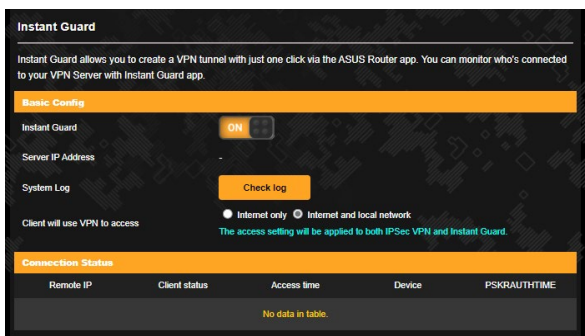 Instant Guard
Instant Guard allows you to create a VPN tunnel with just one click via the ASUS Router app. You can monitor who's connected
to your VPN Server with Instant Guard app.
Basic Config
Instant Guard ON
Server IP Address -
System Log Check log
Client will use VPN to access Internet only Internet and local network
The access setting will be applied to both IPSec VPN and Instant Guard.
Connection Status
Remote IP Client status Access time Device PSKRAUTHTIME
No data in table.